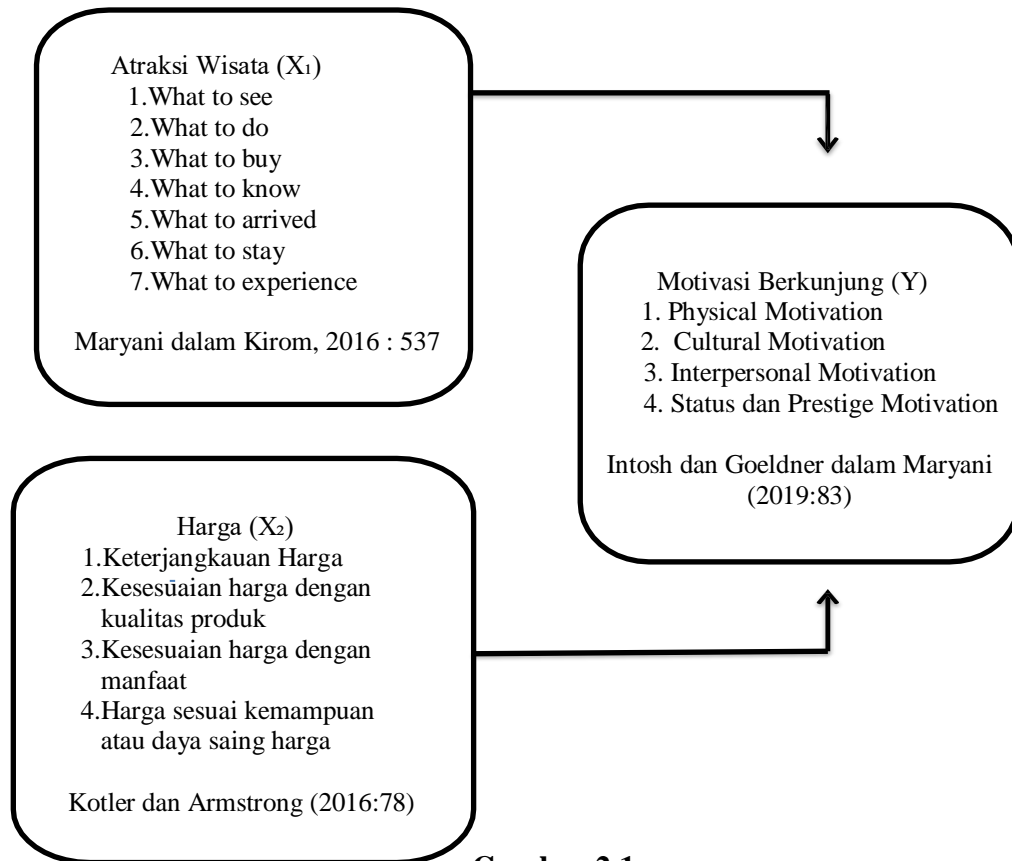 Atraksi Wisata (X₁)
1.What to see
2.What to do
3.What to buy
4.What to know
5.What to arrived
6.What to stay
7.What to experience
Maryani dalam Kirom, 2016 : 537
Motivasi Berkunjung (Y)
1. Physical Motivation
2. Cultural Motivation
3. Interpersonal Motivation
4. Status dan Prestige Motivation
Intosh dan Goeldner dalam Maryani
(2019:83)
Harga (X₂)
1.Keterjangkauan Harga
2.Kesesuaian harga dengan
kualitas produk
3.Kesesuaian harga dengan
manfaat
4.Harga sesuai kemampuan
atau daya saing harga
Kotler dan Armstrong (2016:78)